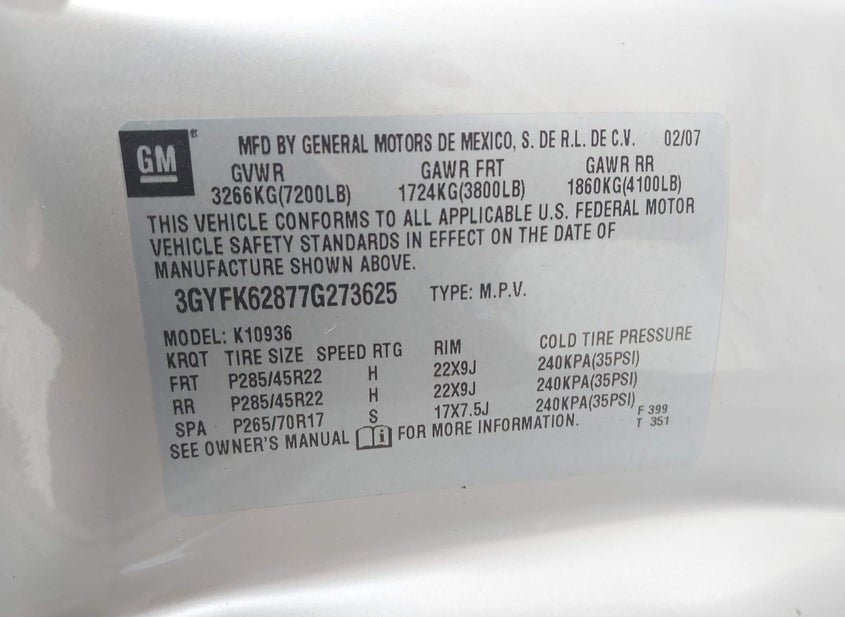 GM ® MFD BY GENERAL MOTORS DE MEXICO, S. DE R.L. DE C.V. 02/07
GVWR GAWR FRT GAWR RR
3266KG(7200LB) 1724KG(3800LB) 1860KG(4100LB)
THIS VEHICLE CONFORMS TO ALL APPLICABLE U.S. FEDERAL MOTOR
VEHICLE SAFETY STANDARDS IN EFFECT ON THE DATE OF
MANUFACTURE SHOWN ABOVE.
3GYFK62877G273625 TYPE: M.P.V.
MODEL: K10936
KRQT TIRE SIZE SPEED RTG RIM COLD TIRE PRESSURE
FRT P285/45R22 H 22X9J 240KPA(35PSI)
RR P285/45R22 H 22X9J 240KPA(35PSI)
SPA P265/70R17 S 17X7.5J 240KPA(35PSI)
SEE OWNER'S MANUAL i FOR MORE INFORMATION.
F 399
T 351